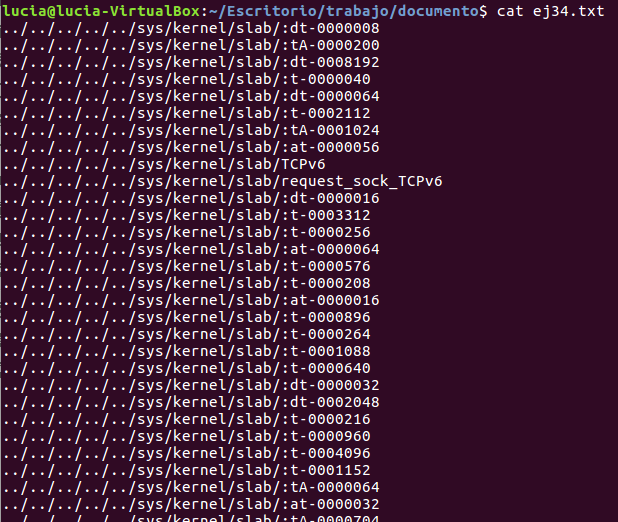 lucia@lucia-VirtualBox:~/Escritorio/trabajo/documento$ cat ej34.txt
../../../../../sys/kernel/slab/:dt-0000008
../../../../../sys/kernel/slab/:tA-0000200
../../../../../sys/kernel/slab/:dt-0008192
../../../../../sys/kernel/slab/:t-0000040
../../../../../sys/kernel/slab/:dt-0000064
../../../../../sys/kernel/slab/:t-0002112
../../../../../sys/kernel/slab/:tA-0001024
../../../../../sys/kernel/slab/:at-0000056
../../../../../sys/kernel/slab/TCPv6
../../../../../sys/kernel/slab/request_sock_TCPv6
../../../../../sys/kernel/slab/:dt-0000016
../../../../../sys/kernel/slab/:t-0003312
../../../../../sys/kernel/slab/:t-0000256
../../../../../sys/kernel/slab/:at-0000064
../../../../../sys/kernel/slab/:t-0000576
../../../../../sys/kernel/slab/:t-0000208
../../../../../sys/kernel/slab/:at-0000016
../../../../../sys/kernel/slab/:t-0000896
../../../../../sys/kernel/slab/:t-0000264
../../../../../sys/kernel/slab/:t-0001088
../../../../../sys/kernel/slab/:t-0000640
../../../../../sys/kernel/slab/:dt-0000032
../../../../../sys/kernel/slab/:dt-0002048
../../../../../sys/kernel/slab/:t-0000216
../../../../../sys/kernel/slab/:t-0000960
../../../../../sys/kernel/slab/:t-0004096
../../../../../sys/kernel/slab/:t-0000192
../../../../../sys/kernel/slab/:t-0001152
../../../../../sys/kernel/slab/:tA-0000064
../../../../../sys/kernel/slab/:at-0000032
../../../../../sys/kernel/slab/:tA-0000704